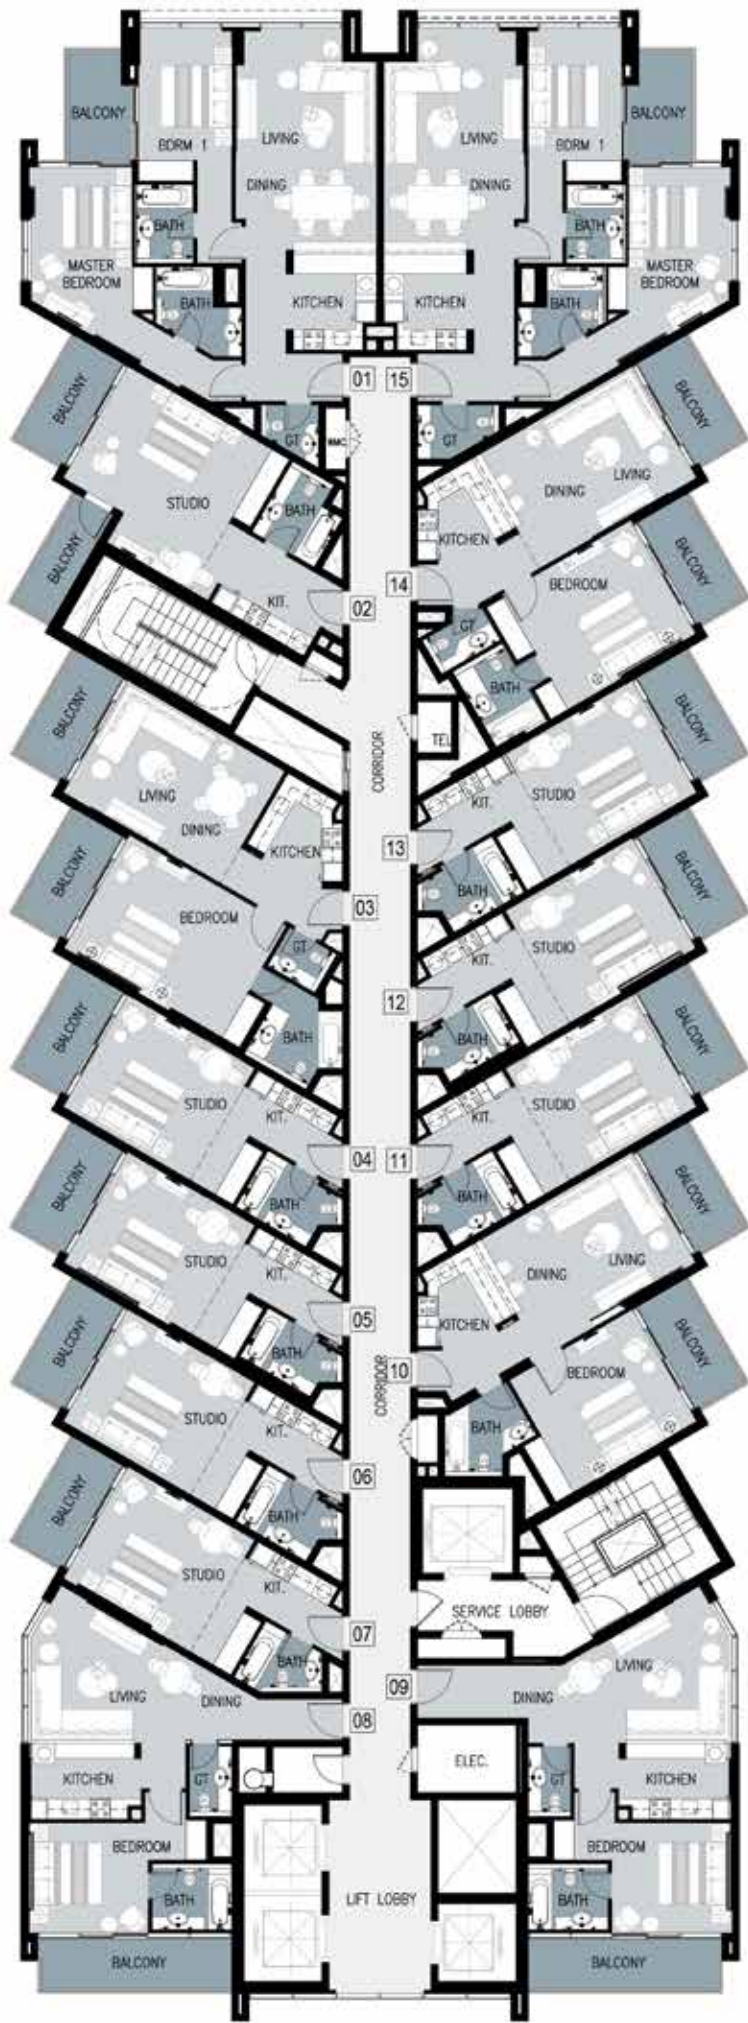 BALCONY
BDRM 1
LIVING
LIVING
BDRM 1
BALCONY
DINING
DINING
BATH
BATH
MASTER
BEDROOM
MASTER
BEDROOM
BATH
KITCHEN
KITCHEN
BATH
01
15
BALCONY
BALCONY
GT
RMC
GT
STUDIO
BATH
DINING
LIVING
KITCHEN
BALCONY
14
BEDROOM
BALCONY
KIT.
02
GT
BATH
BALCONY
CORRIDOR
TEL
BALCONY
LIVING
DINING
KIT.
STUDIO
KITCHEN
13
BALCONY
BATH
BALCONY
BEDROOM
03
GT
KIT.
STUDIO
12
BALCONY
BATH
BATH
BALCONY
STUDIO
KIT.
KIT.
STUDIO
04
11
BALCONY
BATH
BATH
BALCONY
STUDIO
KIT.
DINING
LIVING
05
KITCHEN
BALCONY
BATH
10
CORRIDOR
BEDROOM
BALCONY
STUDIO
KIT.
BATH
06
BALCONY
BATH
STUDIO
KIT.
SERVICE LOBBY
07
BATH
LIVING
DINING
09
DINING
LIVING
08
KITCHEN
GT
ELEC.
GT
KITCHEN
BEDROOM
BEDROOM
BATH
LIFT LOBBY
BATH
BALCONY
BALCONY